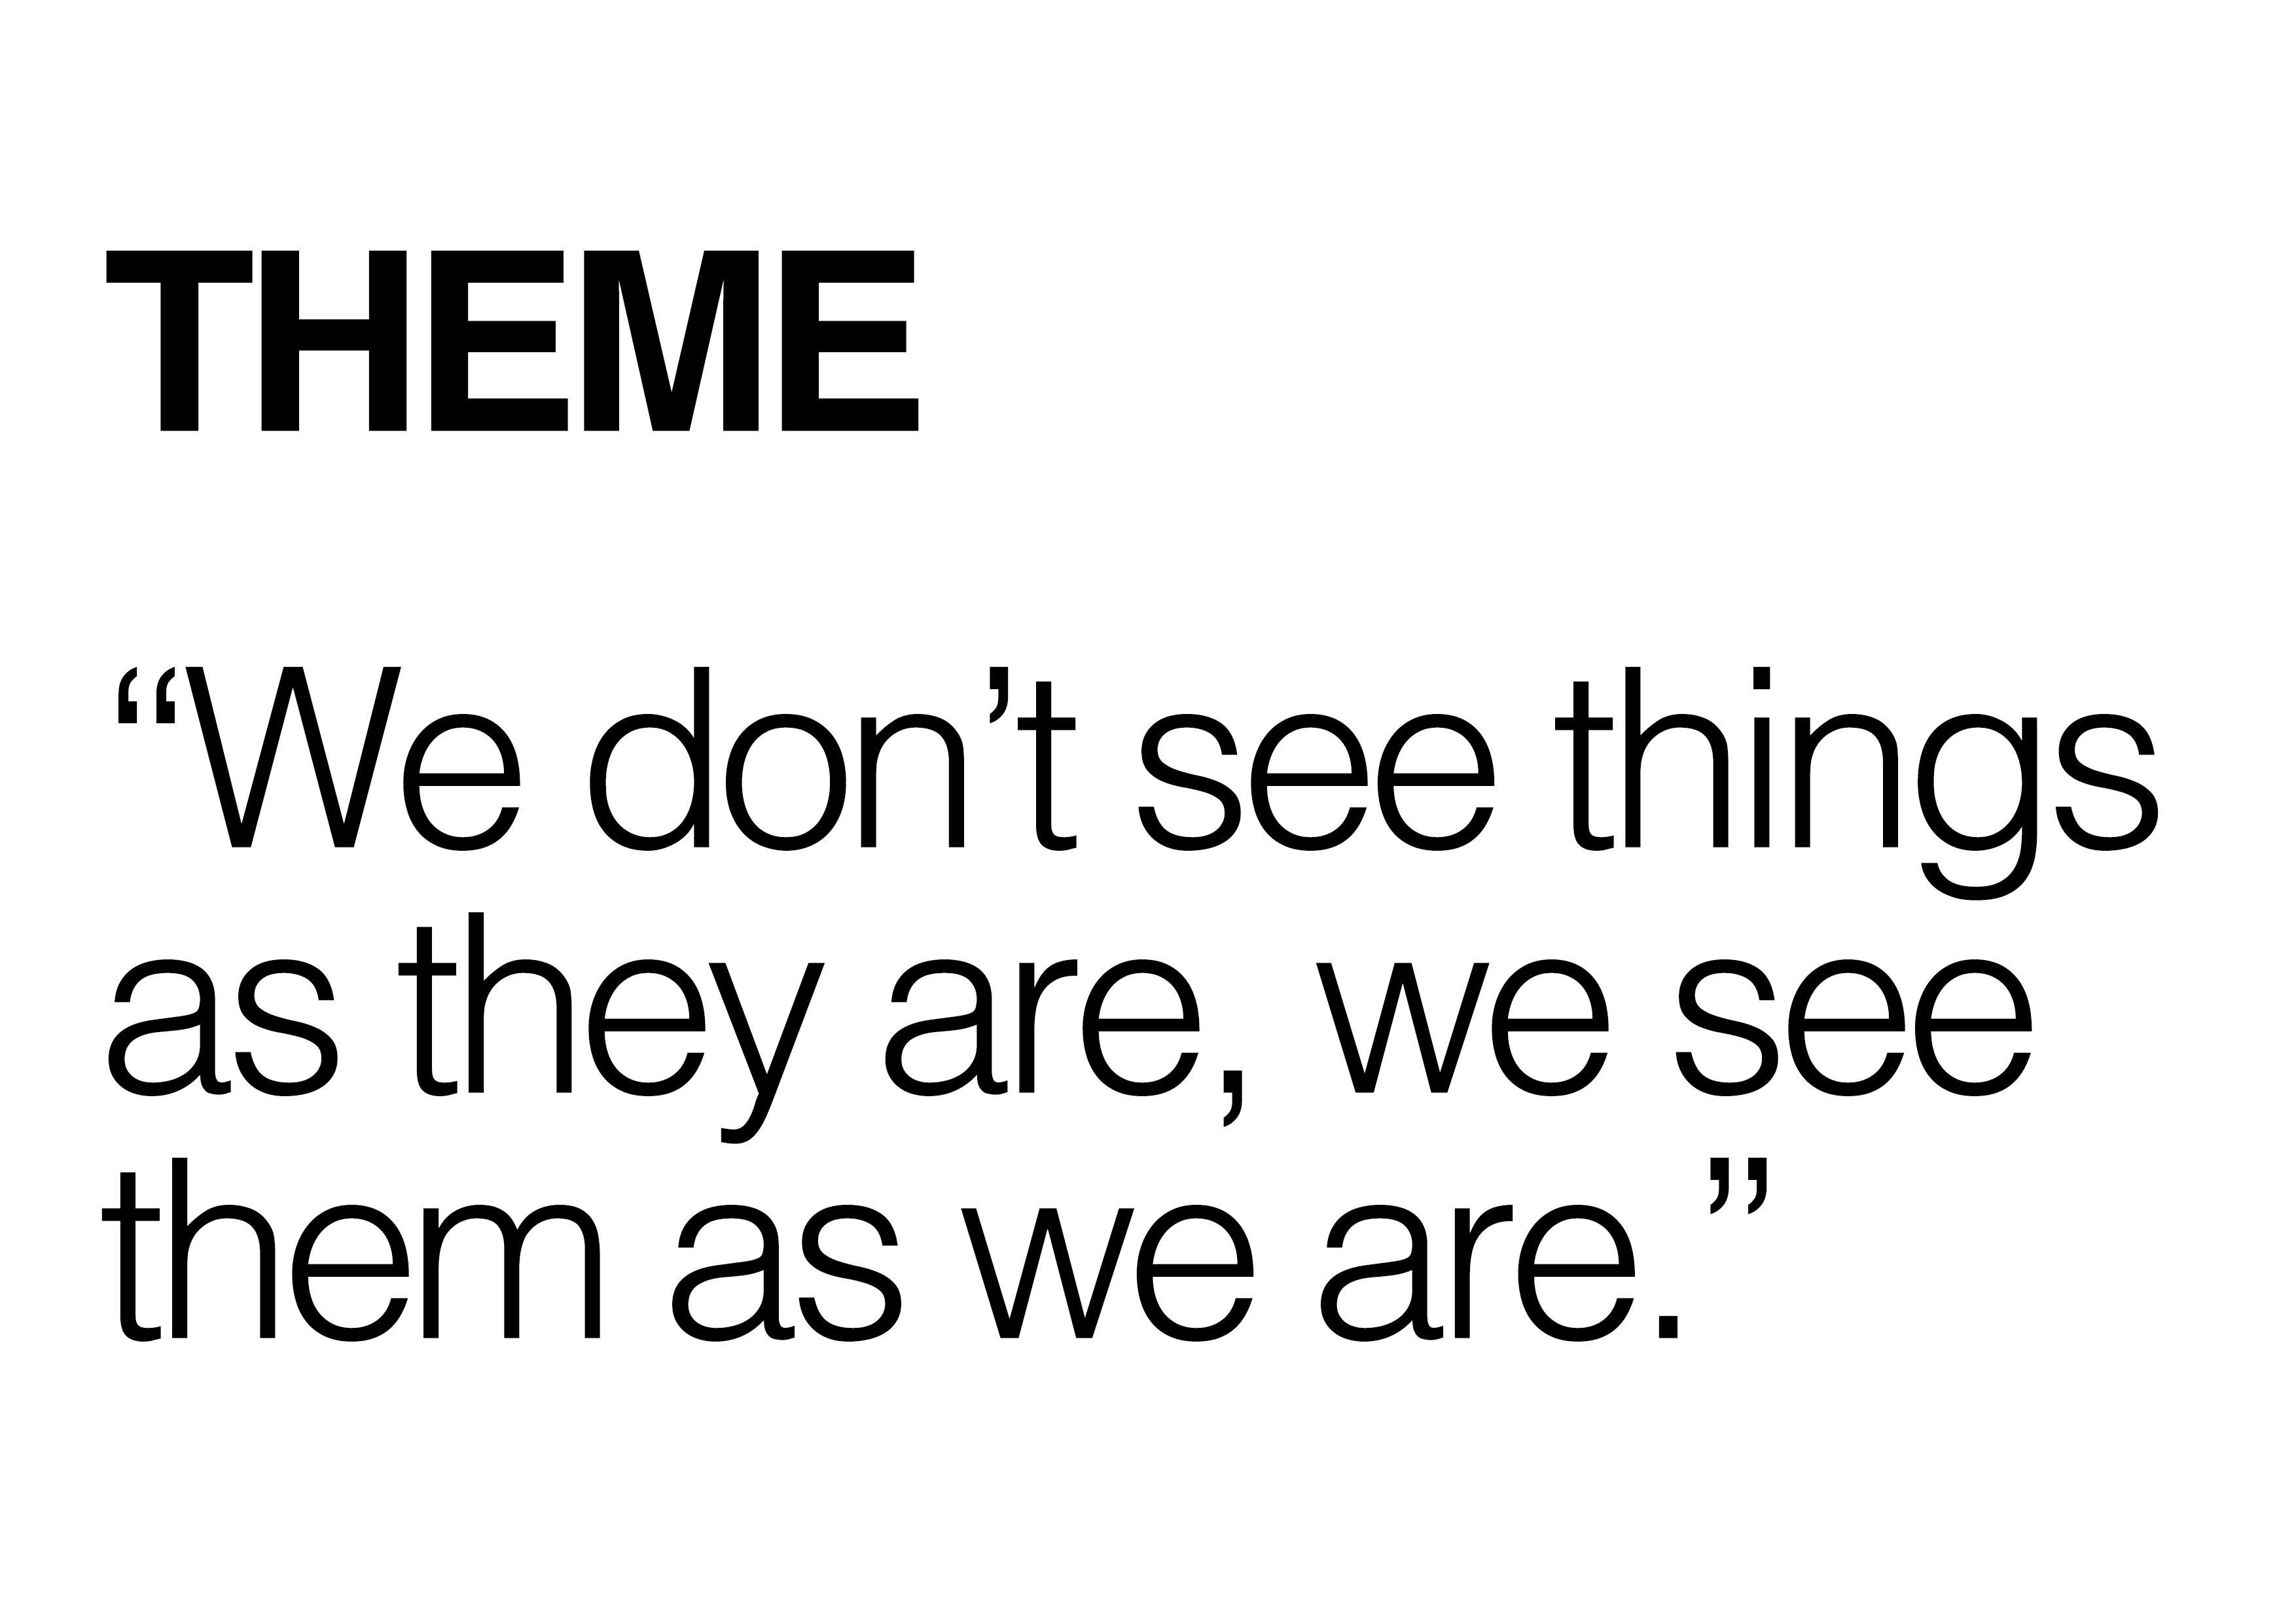 THEME
“We don’t see things
as they are, we see
them as we are.”